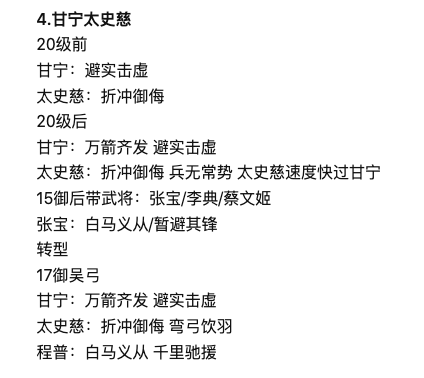 4.甘宁太史慈
20级前
甘宁：避实击虚
太史慈：折冲御侮
20级后
甘宁：万箭齐发 避实击虚
太史慈：折冲御侮 兵无常势 太史慈速度快过甘宁
15御后带武将：张宝/李典/蔡文姬
张宝：白马义从/暂避其锋
转型
17御吴弓
甘宁：万箭齐发 避实击虚
太史慈：折冲御侮 弯弓饮羽
程普：白马义从 千里驰援